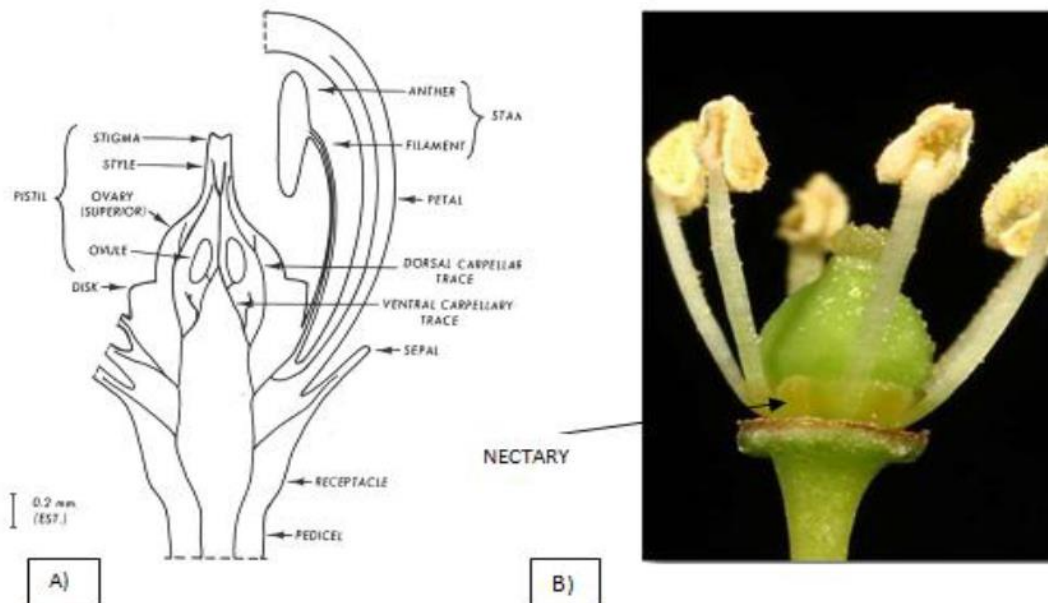 ANTHER
STAA
STIGMA
FILAMENT
STYLE
PISTIL
OVARY
(SUPERIOR)
PETAL
OVULE
DORSAL CARPELLAE
TRACE
DISK
VENTRAL CARPELLARY
TRACE
SEPAL
NECTARY
RECEPTACLE
0.2 mm.
(EST.)
PEDICEL
A)
B)